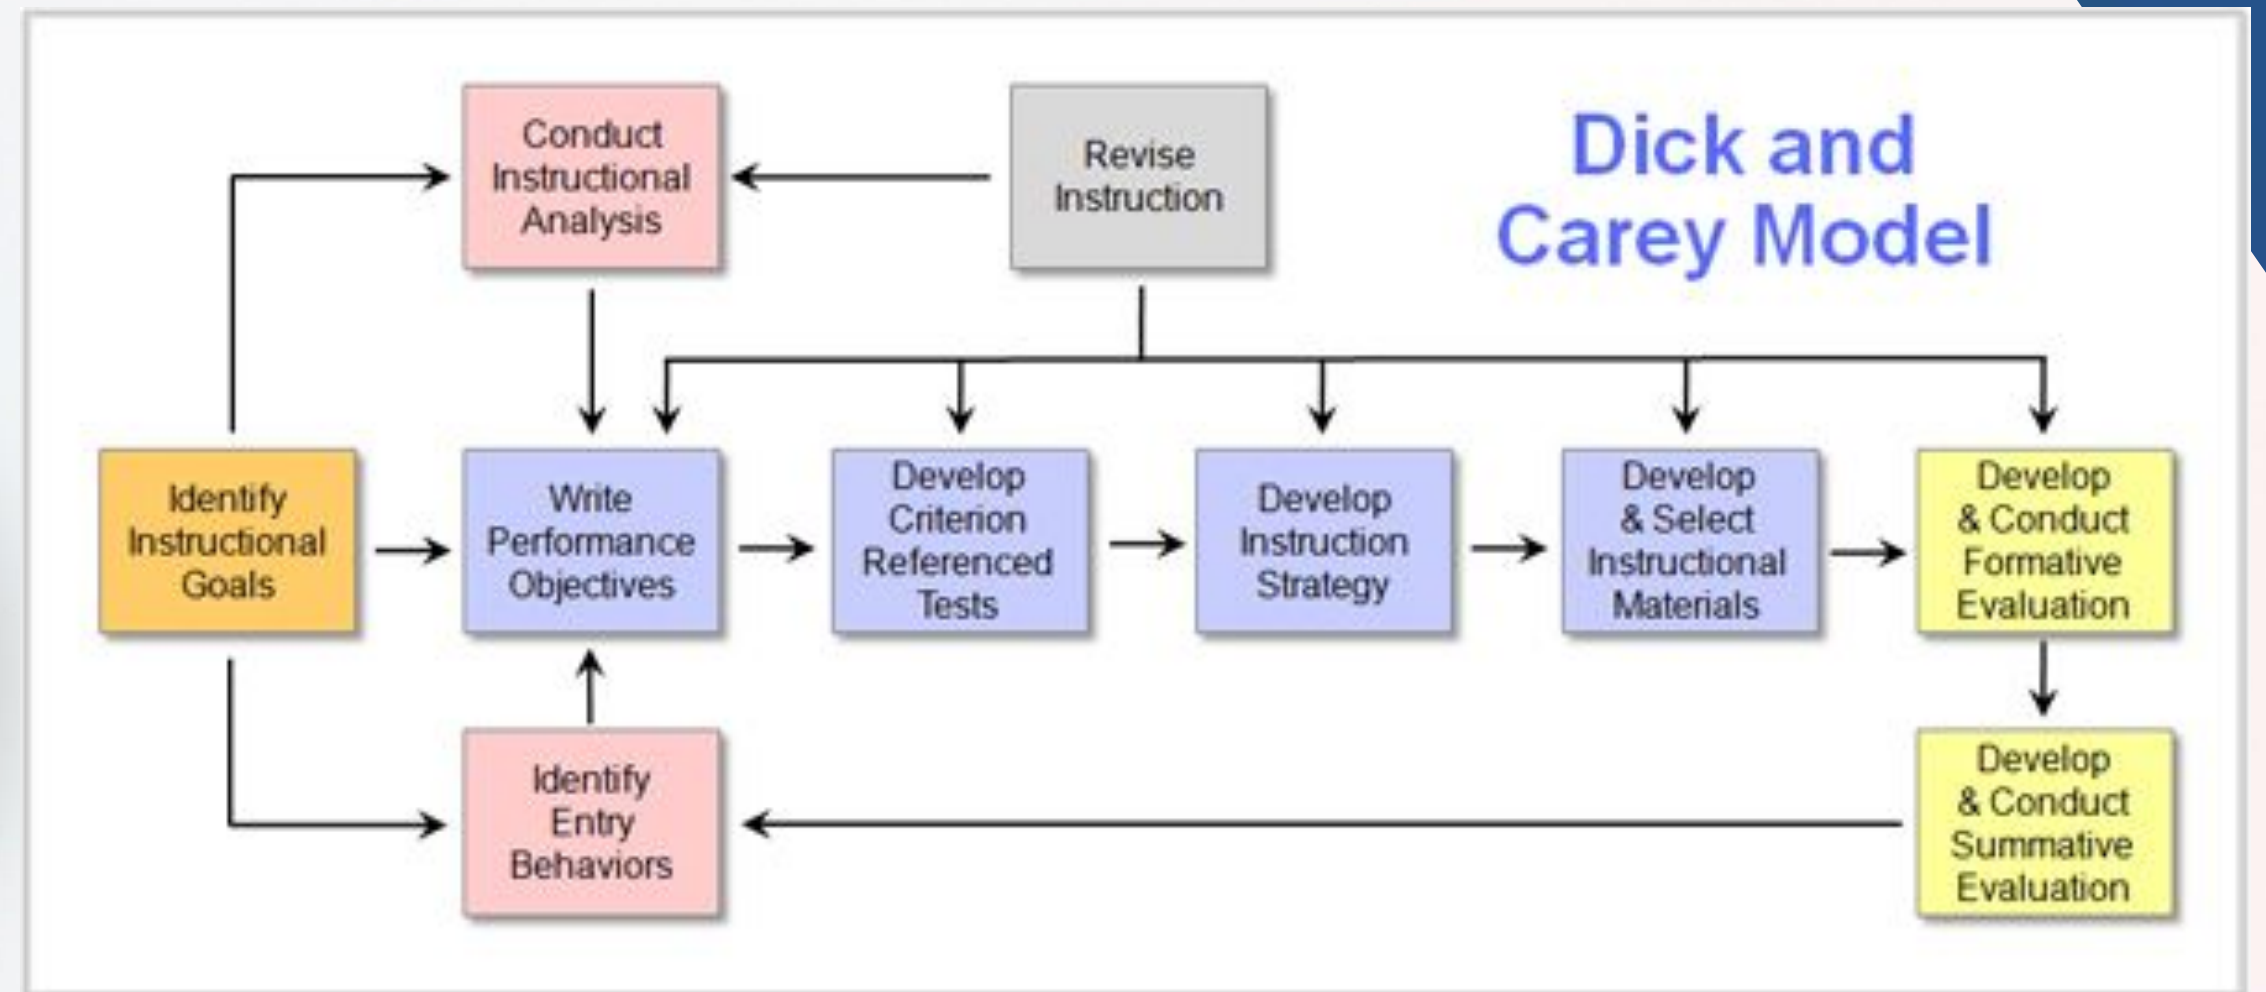 Conduct
Instructional
Analysis
Revise
Instruction
Dick and
Carey Model
Identify
Instructional
Goals
Write
Performance
Objectives
Develop
Criterion
Referenced
Tests
Develop
Instruction
Strategy
Develop
& Select
Instructional
Materials
Develop
& Conduct
Formative
Evaluation
Identify
Entry
Behaviors
Develop
& Conduct
Summative
Evaluation